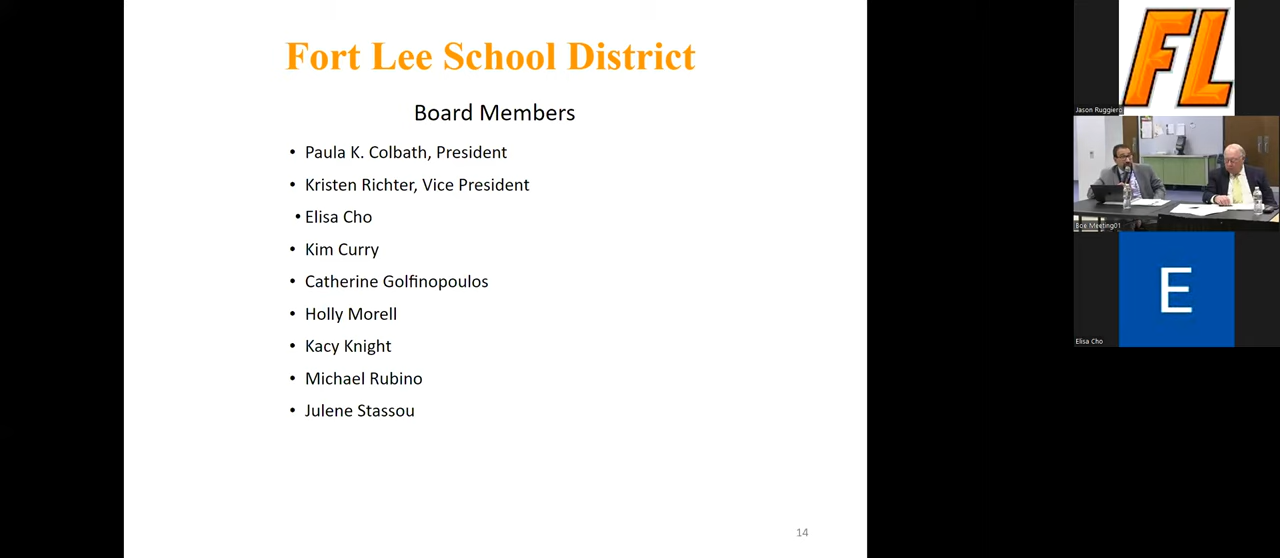 Fort Lee School District
Board Members
• Paula K. Colbath, President
• Kristen Richter, Vice President
• Elisa Cho
• Kim Curry
• Catherine Golfinopoulos
• Holly Morell
• Kacy Knight
• Michael Rubino
• Julene Stassou
14
FL
Jason Ruggiero
Boe Meeting01
E
Elisa Cho